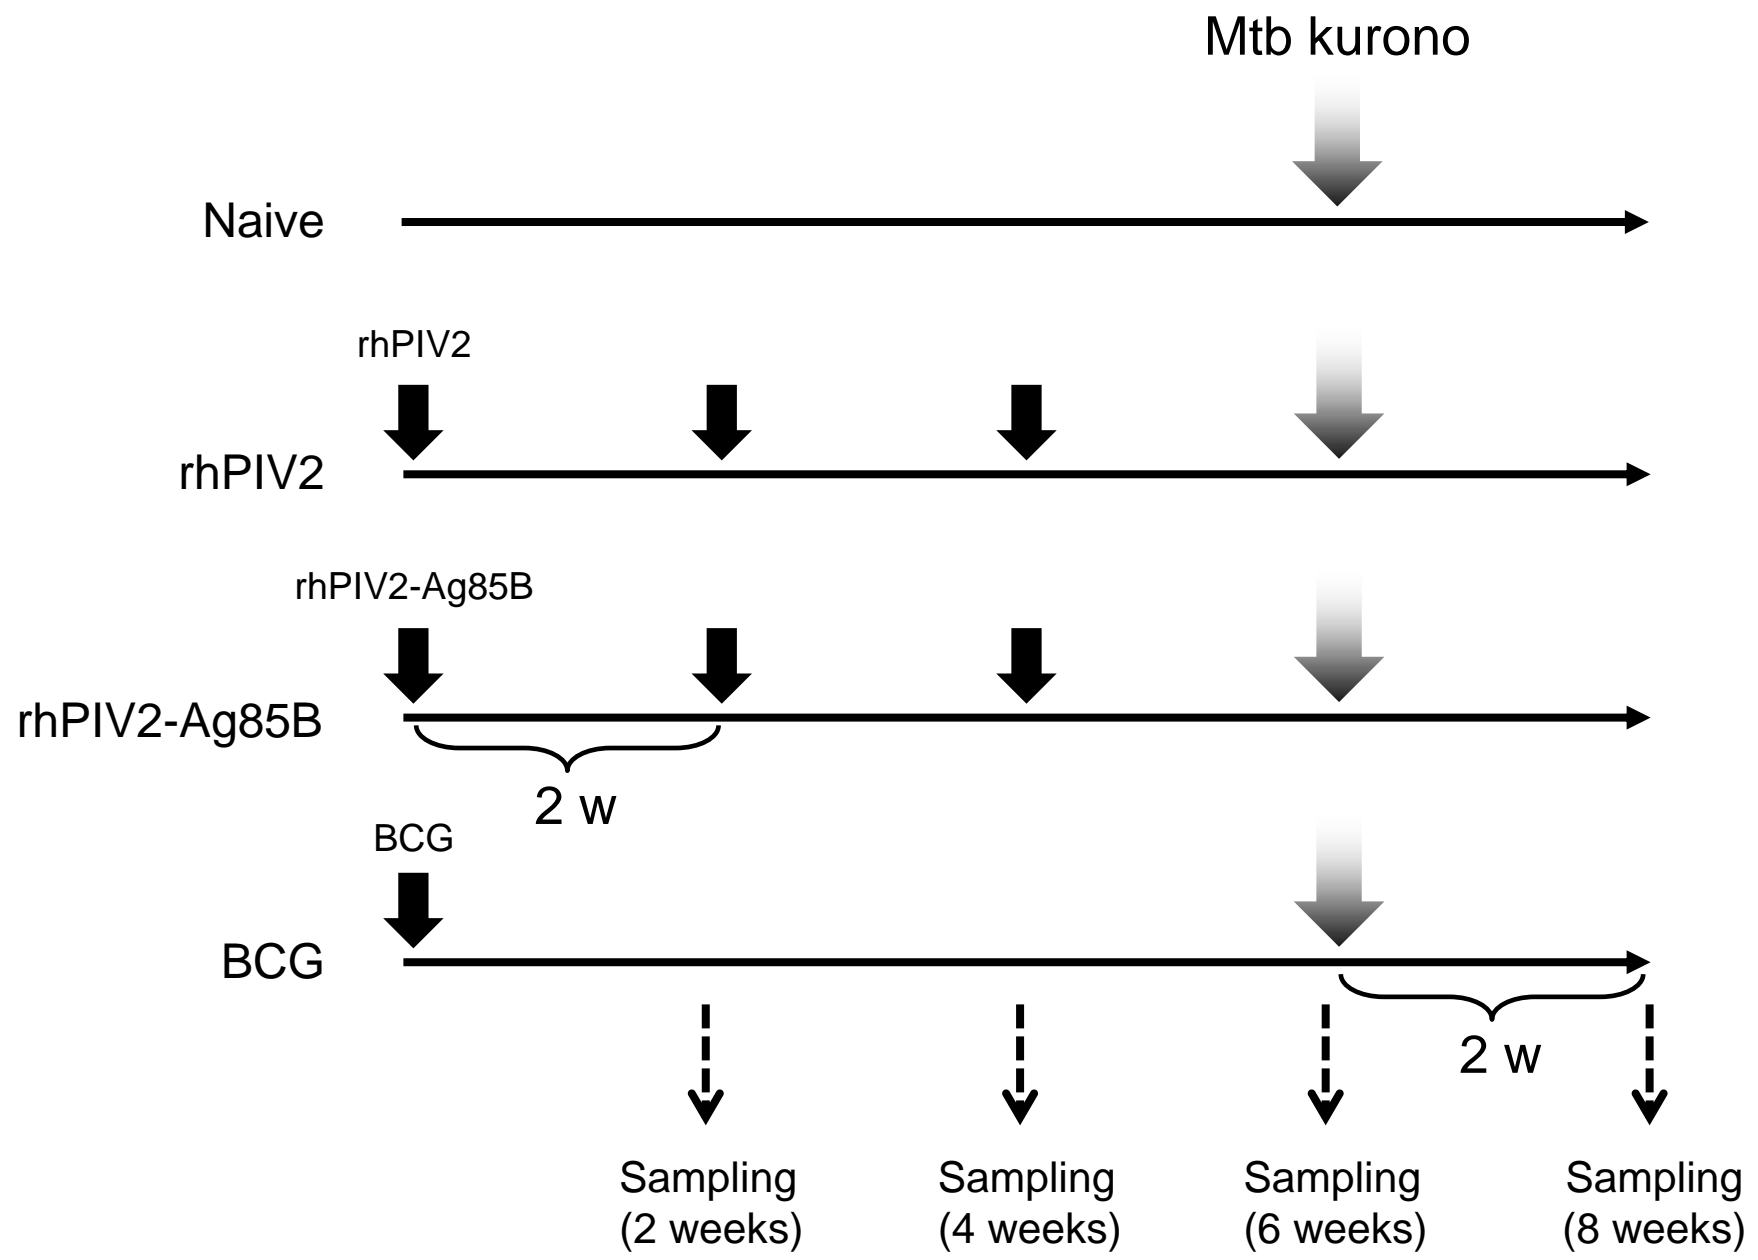 Mtb kurono
Naive
rhPIV2
rhPIV2
rhPIV2-Ag85B
rhPIV2-Ag85B
2 w
BCG
BCG
2 w
Sampling
(2 weeks)
Sampling
(4 weeks)
Sampling
(6 weeks)
Sampling
(8 weeks)